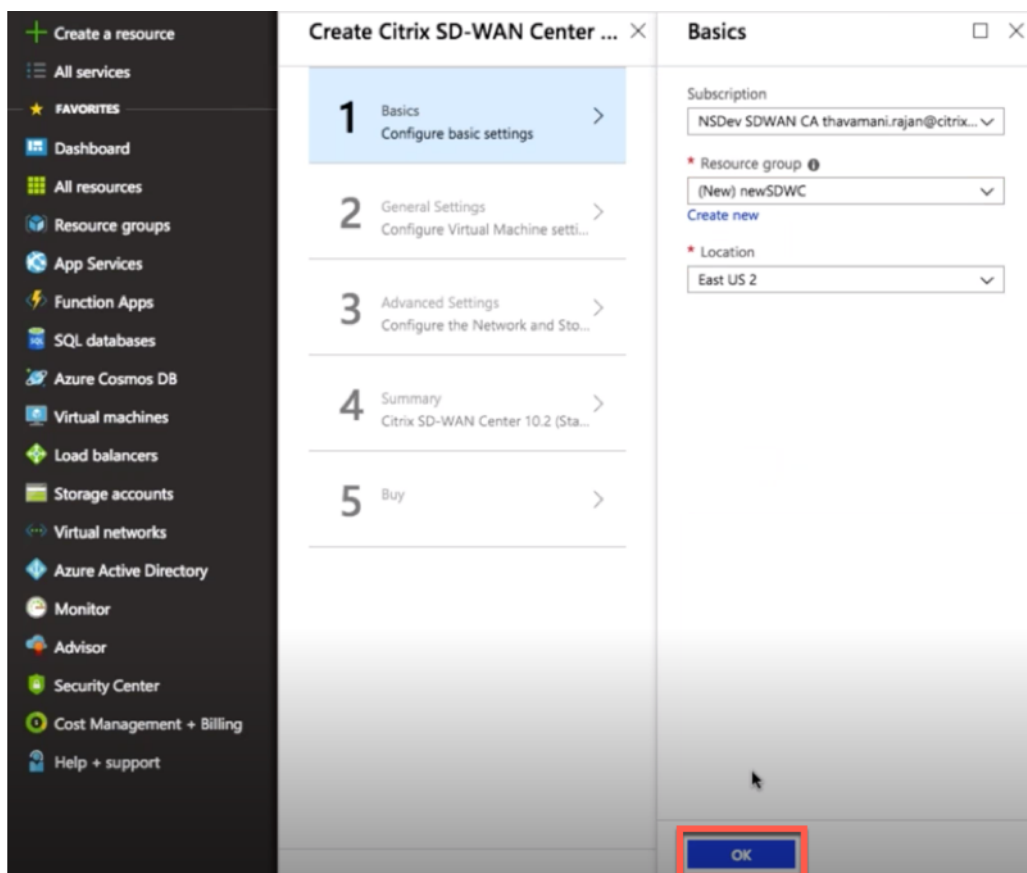 Create a resource
All services
FAVORITES
Dashboard
All resources
Resource groups
App Services
Function Apps
SQL databases
Azure Cosmos DB
Virtual machines
Load balancers
Storage accounts
Virtual networks
Azure Active Directory
Monitor
Advisor
Security Center
Cost Management + Billing
Help + support
Create Citrix SD-WAN Center ...
1
Basics
Configure basic settings
2
General Settings
Configure Virtual Machine setti...
3
Advanced Settings
Configure the Network and Sto...
4
Summary
Citrix SD-WAN Center 10.2 (Sta...
5
Buy
Basics
Subscription
NSDev SDWAN CA thavamani.rajan@citrix...
* Resource group
(New) newSDWC
Create new
* Location
East US 2
OK